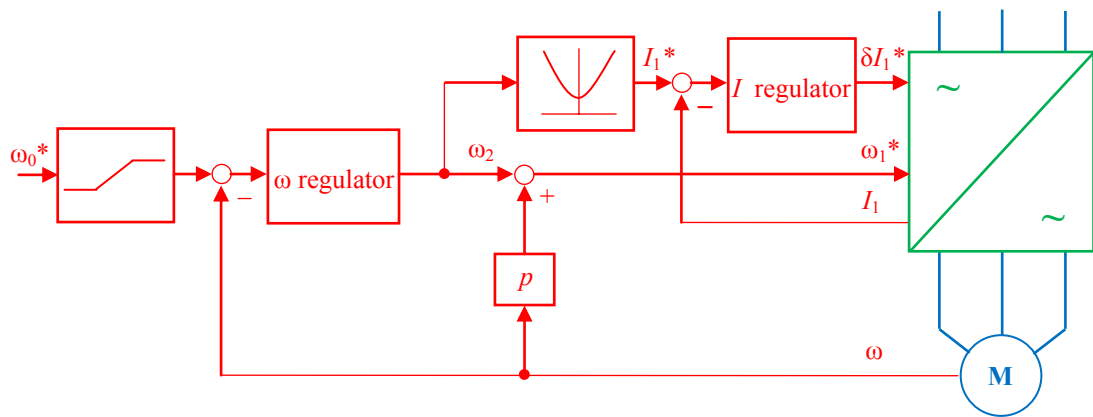 I₁*
I regulator
δI₁*
~
−
ω₀*
ω regulator
ω₂
ω₁*
−
+
I₁
~
p
ω
M